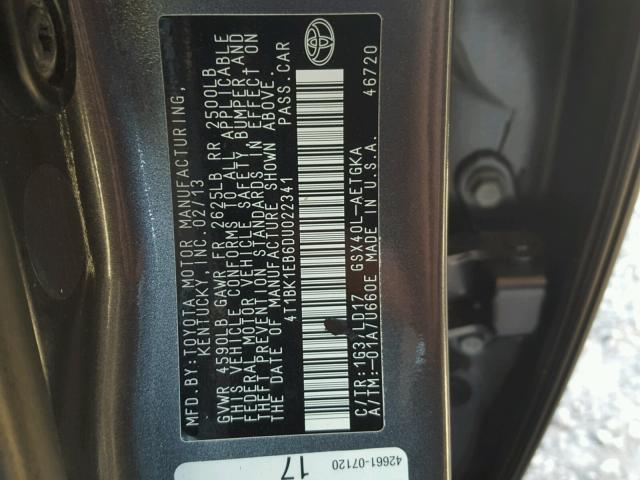 MFD. BY: TOYOTA MOTOR MANUFACTURING,
KENTUCKY, INC. 02/13
GVWR 4590LB GAWR FR 2625LB RR 2500LB
THIS VEHICLE CONFORMS TO ALL APPLICABLE
FEDERAL MOTOR VEHICLE SAFETY, BUMPER, AND
THEFT PREVENTION STANDARDS IN EFFECT ON
THE DATE OF MANUFACTURE SHOWN ABOVE.
4T1BK1EB6DU022341 PASS. CAR
C/TR: 1G3/LD17 GSX40L-AETGKA
A/TM: -01A/U660E MADE IN U.S.A. 46720
42661-07120
17